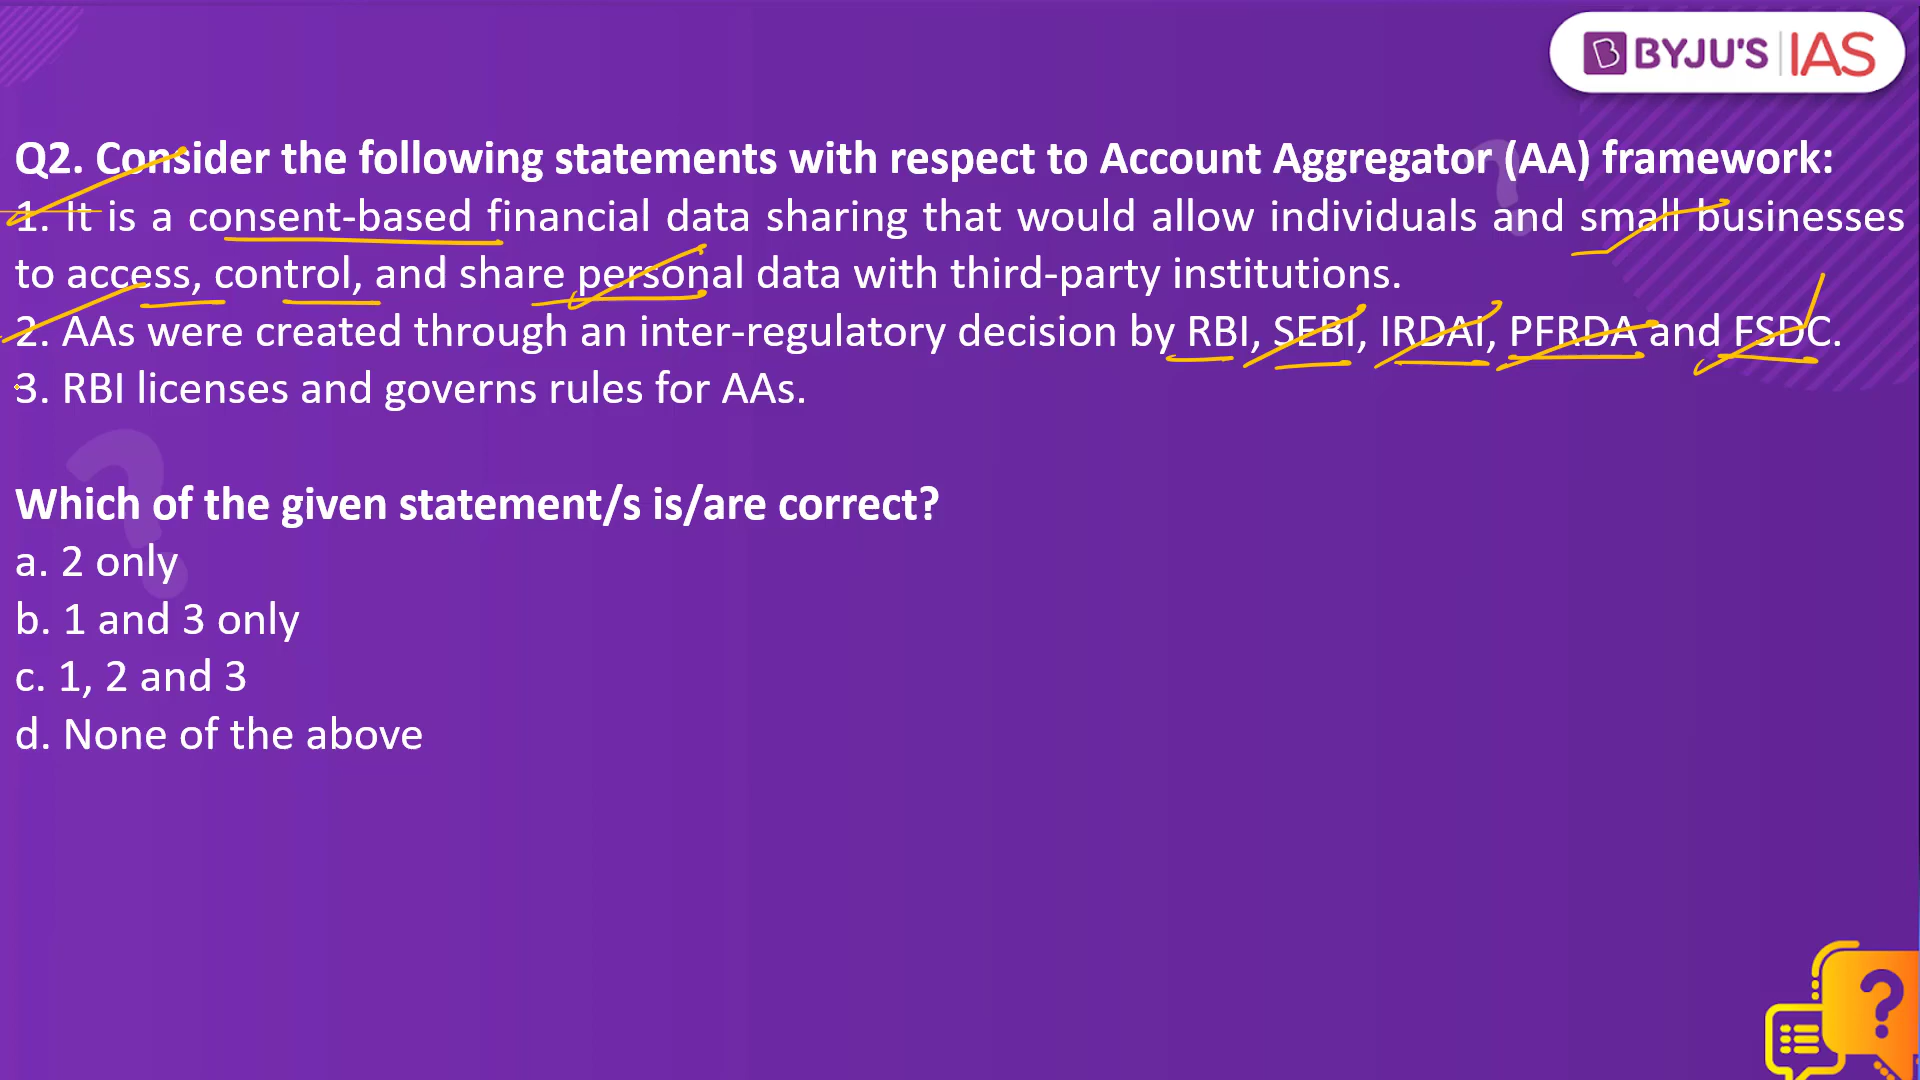 BYJU'S IAS
Q2. Consider the following statements with respect to Account Aggregator (AA) framework:
1. It is a consent-based financial data sharing that would allow individuals and small businesses
to access, control, and share personal data with third-party institutions.
2. AAs were created through an inter-regulatory decision by RBI, SEBI, IRDAI, PFRDA and FSDC.
3. RBI licenses and governs rules for AAs.
Which of the given statement/s is/are correct?
a. 2 only
b. 1 and 3 only
c. 1, 2 and 3
d. None of the above